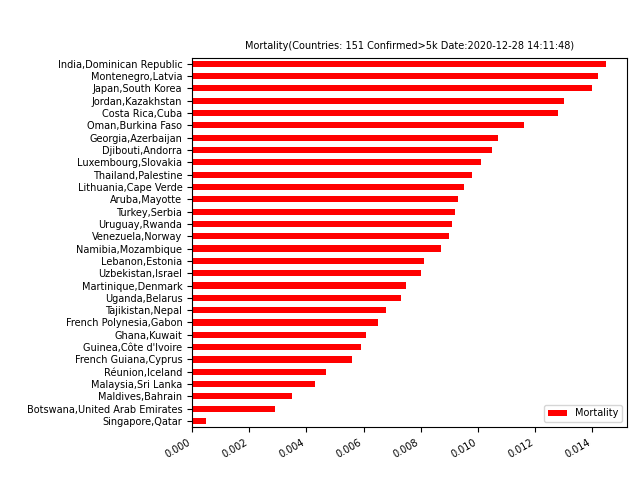 Mortality(Countries: 151 Confirmed>5k Date:2020-12-28 14:11:48)
India,Dominican Republic
Montenegro,Latvia
Japan,South Korea
Jordan,Kazakhstan
Costa Rica,Cuba
Oman,Burkina Faso
Georgia,Azerbaijan
Djibouti,Andorra
Luxembourg,Slovakia
Thailand,Palestine
Lithuania,Cape Verde
Aruba,Mayotte
Turkey,Serbia
Uruguay,Rwanda
Venezuela,Norway
Namibia,Mozambique
Lebanon,Estonia
Uzbekistan,Israel
Martinique,Denmark
Uganda,Belarus
Tajikistan,Nepal
French Polynesia,Gabon
Ghana,Kuwait
Guinea,Côte d'Ivoire
French Guiana,Cyprus
Réunion,Iceland
Malaysia,Sri Lanka
Maldives,Bahrain
Botswana,United Arab Emirates
Singapore,Qatar
Mortality
0.000 0.002 0.004 0.006 0.008 0.010 0.012 0.014